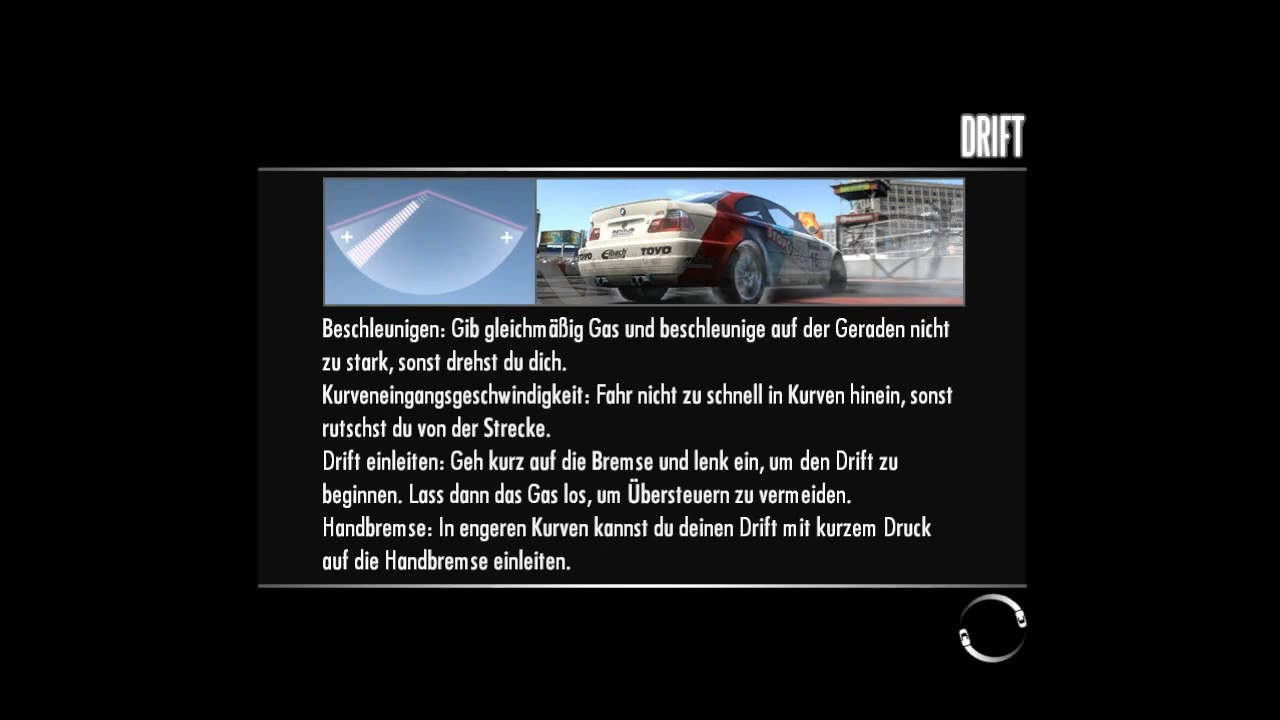 DRIFT
TOYO
Eibach
TOYO
Beschleunigen: Gib gleichmäßig Gas und beschleunige auf der Geraden nicht
zu stark, sonst drehst du dich.
Kurveneingangsgeschwindigkeit: Fahr nicht zu schnell in Kurven hinein, sonst
rutschst du von der Strecke.
Drift einleiten: Geh kurz auf die Bremse und lenk ein, um den Drift zu
beginnen. Lass dann das Gas los, um Übersteuern zu vermeiden.
Handbremse: In engeren Kurven kannst du deinen Drift mit kurzem Druck
auf die Handbremse einleiten.